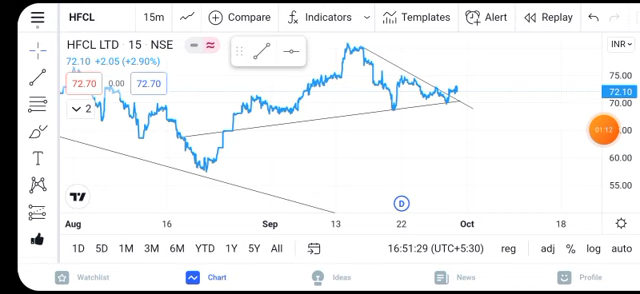 HFCL 15m Compare Indicators Templates Alert Replay
HFCL LTD · 15 · NSE INR
72.10 +2.05 (+2.90%)
75.00
72.70 0.00 72.70 72.10
70.00
2
01:12
60.00
55.00
D
Aug 16 Sep 13 22 Oct 18
1D 5D 1M 3M 6M YTD 1Y 5Y All 16:51:29 (UTC+5:30) reg adj % log auto
Watchlist Chart Ideas News Profile